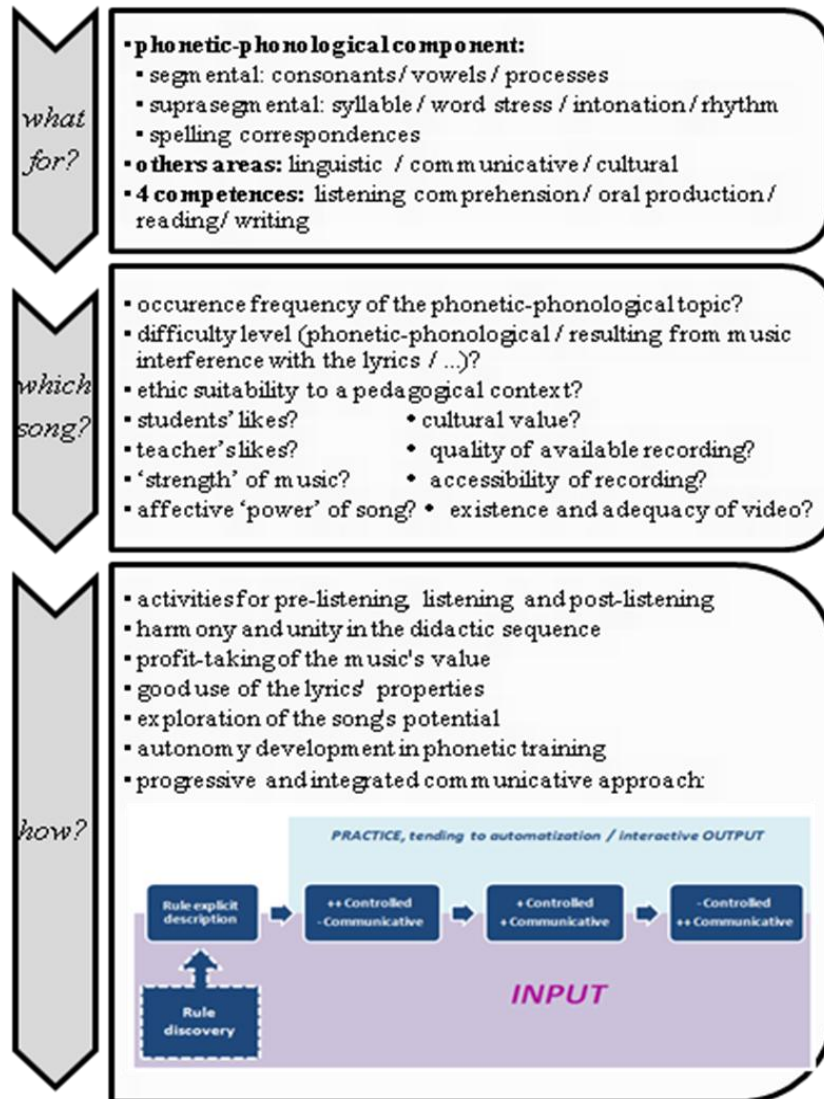 what
for?
▪ phonetic-phonological component:
▪ segmental: consonants / vowels / processes
▪ suprasegmental: syllable / word stress / intonation / rhythm
▪ spelling correspondences
▪ others areas: linguistic / communicative / cultural
▪ 4 competences: listening comprehension / oral production /
reading/ writing
which
song?
▪ occurence frequency of the phonetic-phonological topic?
▪ difficulty level (phonetic-phonological / resulting from music
interference with the lyrics / ...)?
▪ ethic suitability to a pedagogical context?
▪ students' likes? • cultural value?
▪ teacher's likes? • quality of available recording?
▪ 'strength' of music? • accessibility of recording?
▪ affective 'power' of song? • existence and adequacy of video?
how?
▪ activities for pre-listening, listening and post-listening
▪ harmony and unity in the didactic sequence
▪ profit-taking of the music's value
▪ good use of the lyrics' properties
▪ exploration of the song's potential
▪ autonomy development in phonetic training
▪ progressive and integrated communicative approach:
PRACTICE, tending to automatization / interactive OUTPUT
Rule explicit
description
++ Controlled
- Communicative
+ Controlled
+ Communicative
- Controlled
++ Communicative
INPUT
Rule
discovery